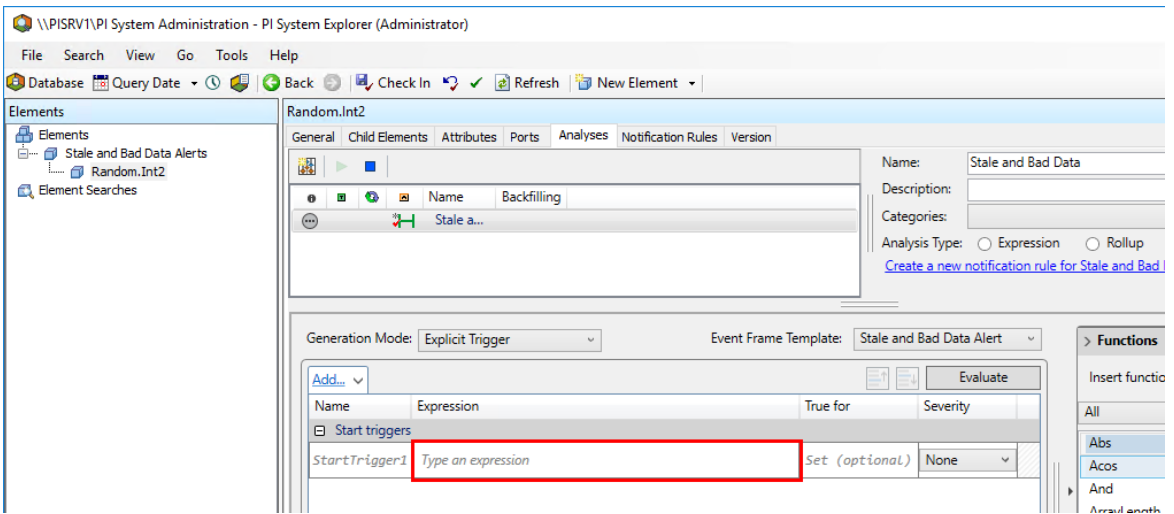 \\PISRV1\PI System Administration - PI System Explorer (Administrator)
File Search View Go Tools Help
Database Query Date Back Check In Refresh New Element
Elements
Elements
Stale and Bad Data Alerts
Random.Int2
Element Searches
Random.Int2
General Child Elements Attributes Ports Analyses Notification Rules Version
Name Backfilling
Stale a...
Name: Stale and Bad Data
Description:
Categories:
Analysis Type: Expression Rollup
Create a new notification rule for Stale and Bad
Generation Mode: Explicit Trigger Event Frame Template: Stale and Bad Data Alert
Add... Evaluate
Name Expression True for Severity
Start triggers
StartTrigger1 Type an expression Set (optional) None
Functions
Insert functio
All
Abs
Acos
And
ArrayLength